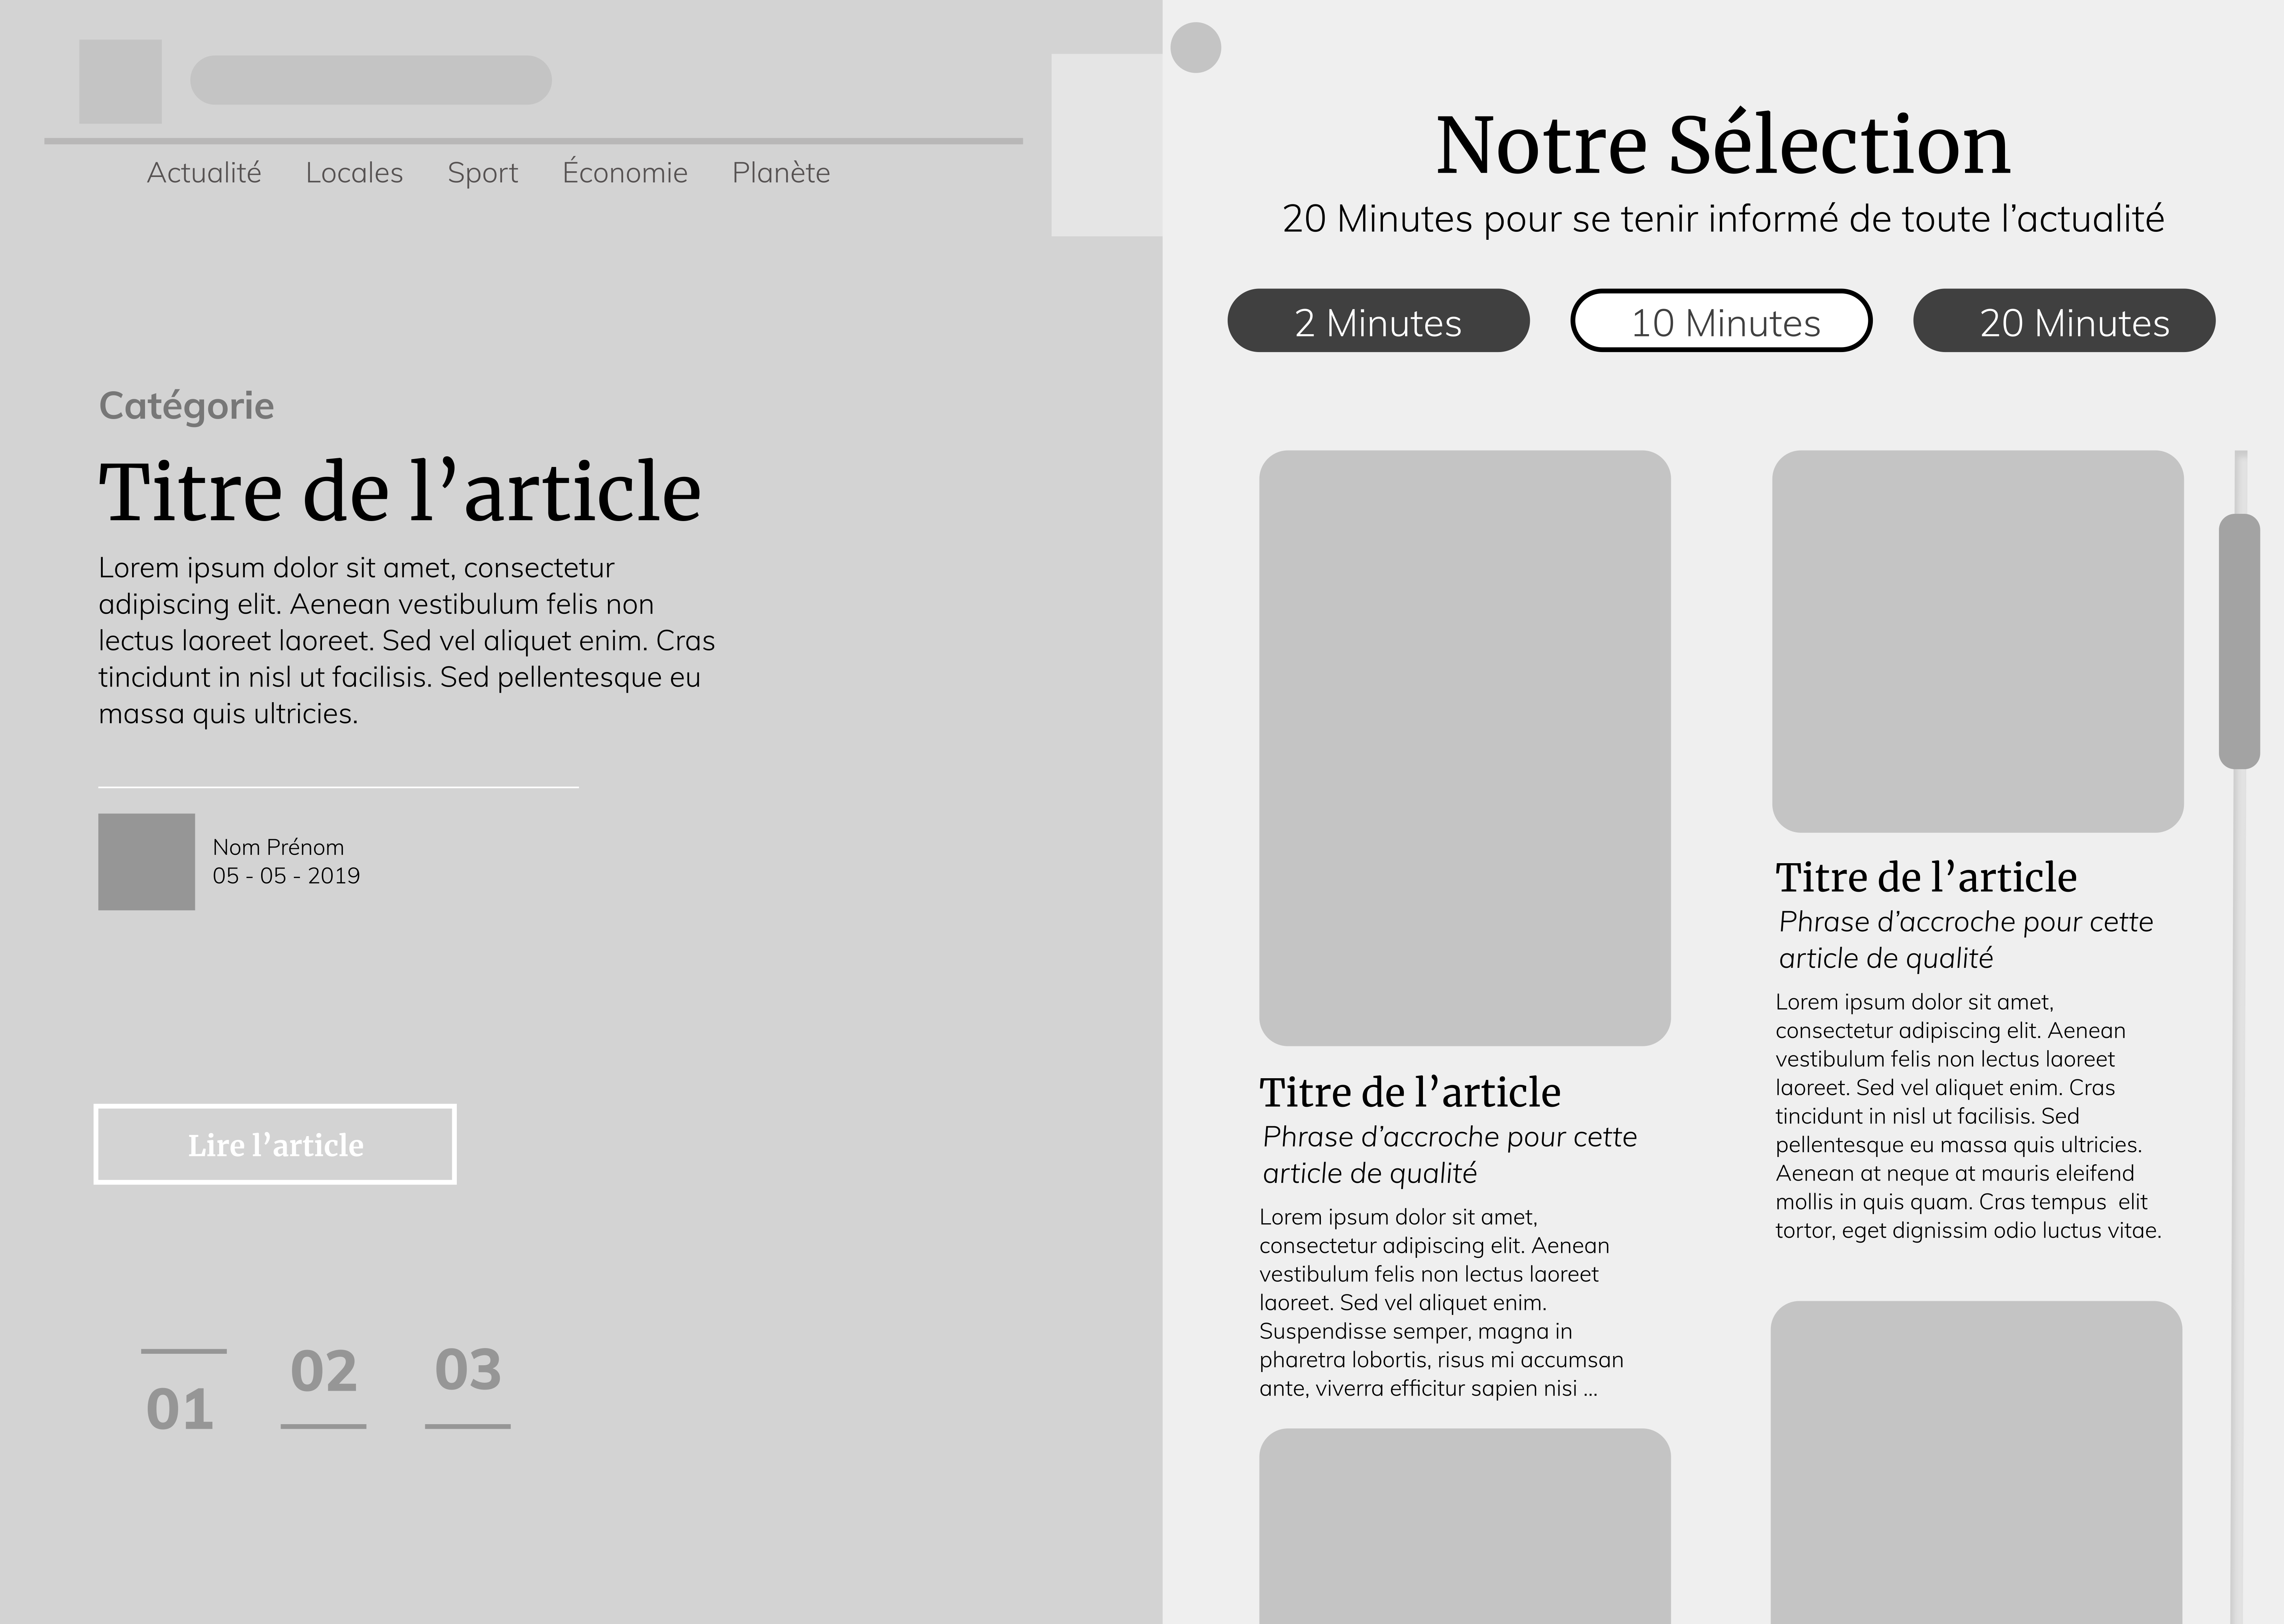 Actualité Locales Sport Économie Planète
Catégorie
Titre de l’article
Lorem ipsum dolor sit amet, consectetur
adipiscing elit. Aenean vestibulum felis non
lectus laoreet laoreet. Sed vel aliquet enim. Cras
tincidunt in nisl ut facilisis. Sed pellentesque eu
massa quis ultricies.
Nom Prénom
05 - 05 - 2019
Lire l’article
01 02 03
Notre Sélection
20 Minutes pour se tenir informé de toute l’actualité
2 Minutes 10 Minutes 20 Minutes
Titre de l’article
Phrase d’accroche pour cette
article de qualité
Lorem ipsum dolor sit amet,
consectetur adipiscing elit. Aenean
vestibulum felis non lectus laoreet
laoreet. Sed vel aliquet enim.
Suspendisse semper, magna in
pharetra lobortis, risus mi accumsan
ante, viverra efficitur sapien nisi ...
Titre de l’article
Phrase d’accroche pour cette
article de qualité
Lorem ipsum dolor sit amet,
consectetur adipiscing elit. Aenean
vestibulum felis non lectus laoreet
laoreet. Sed vel aliquet enim. Cras
tincidunt in nisl ut facilisis. Sed
pellentesque eu massa quis ultricies.
Aenean at neque at mauris eleifend
mollis in quis quam. Cras tempus  elit
tortor, eget dignissim odio luctus vitae.